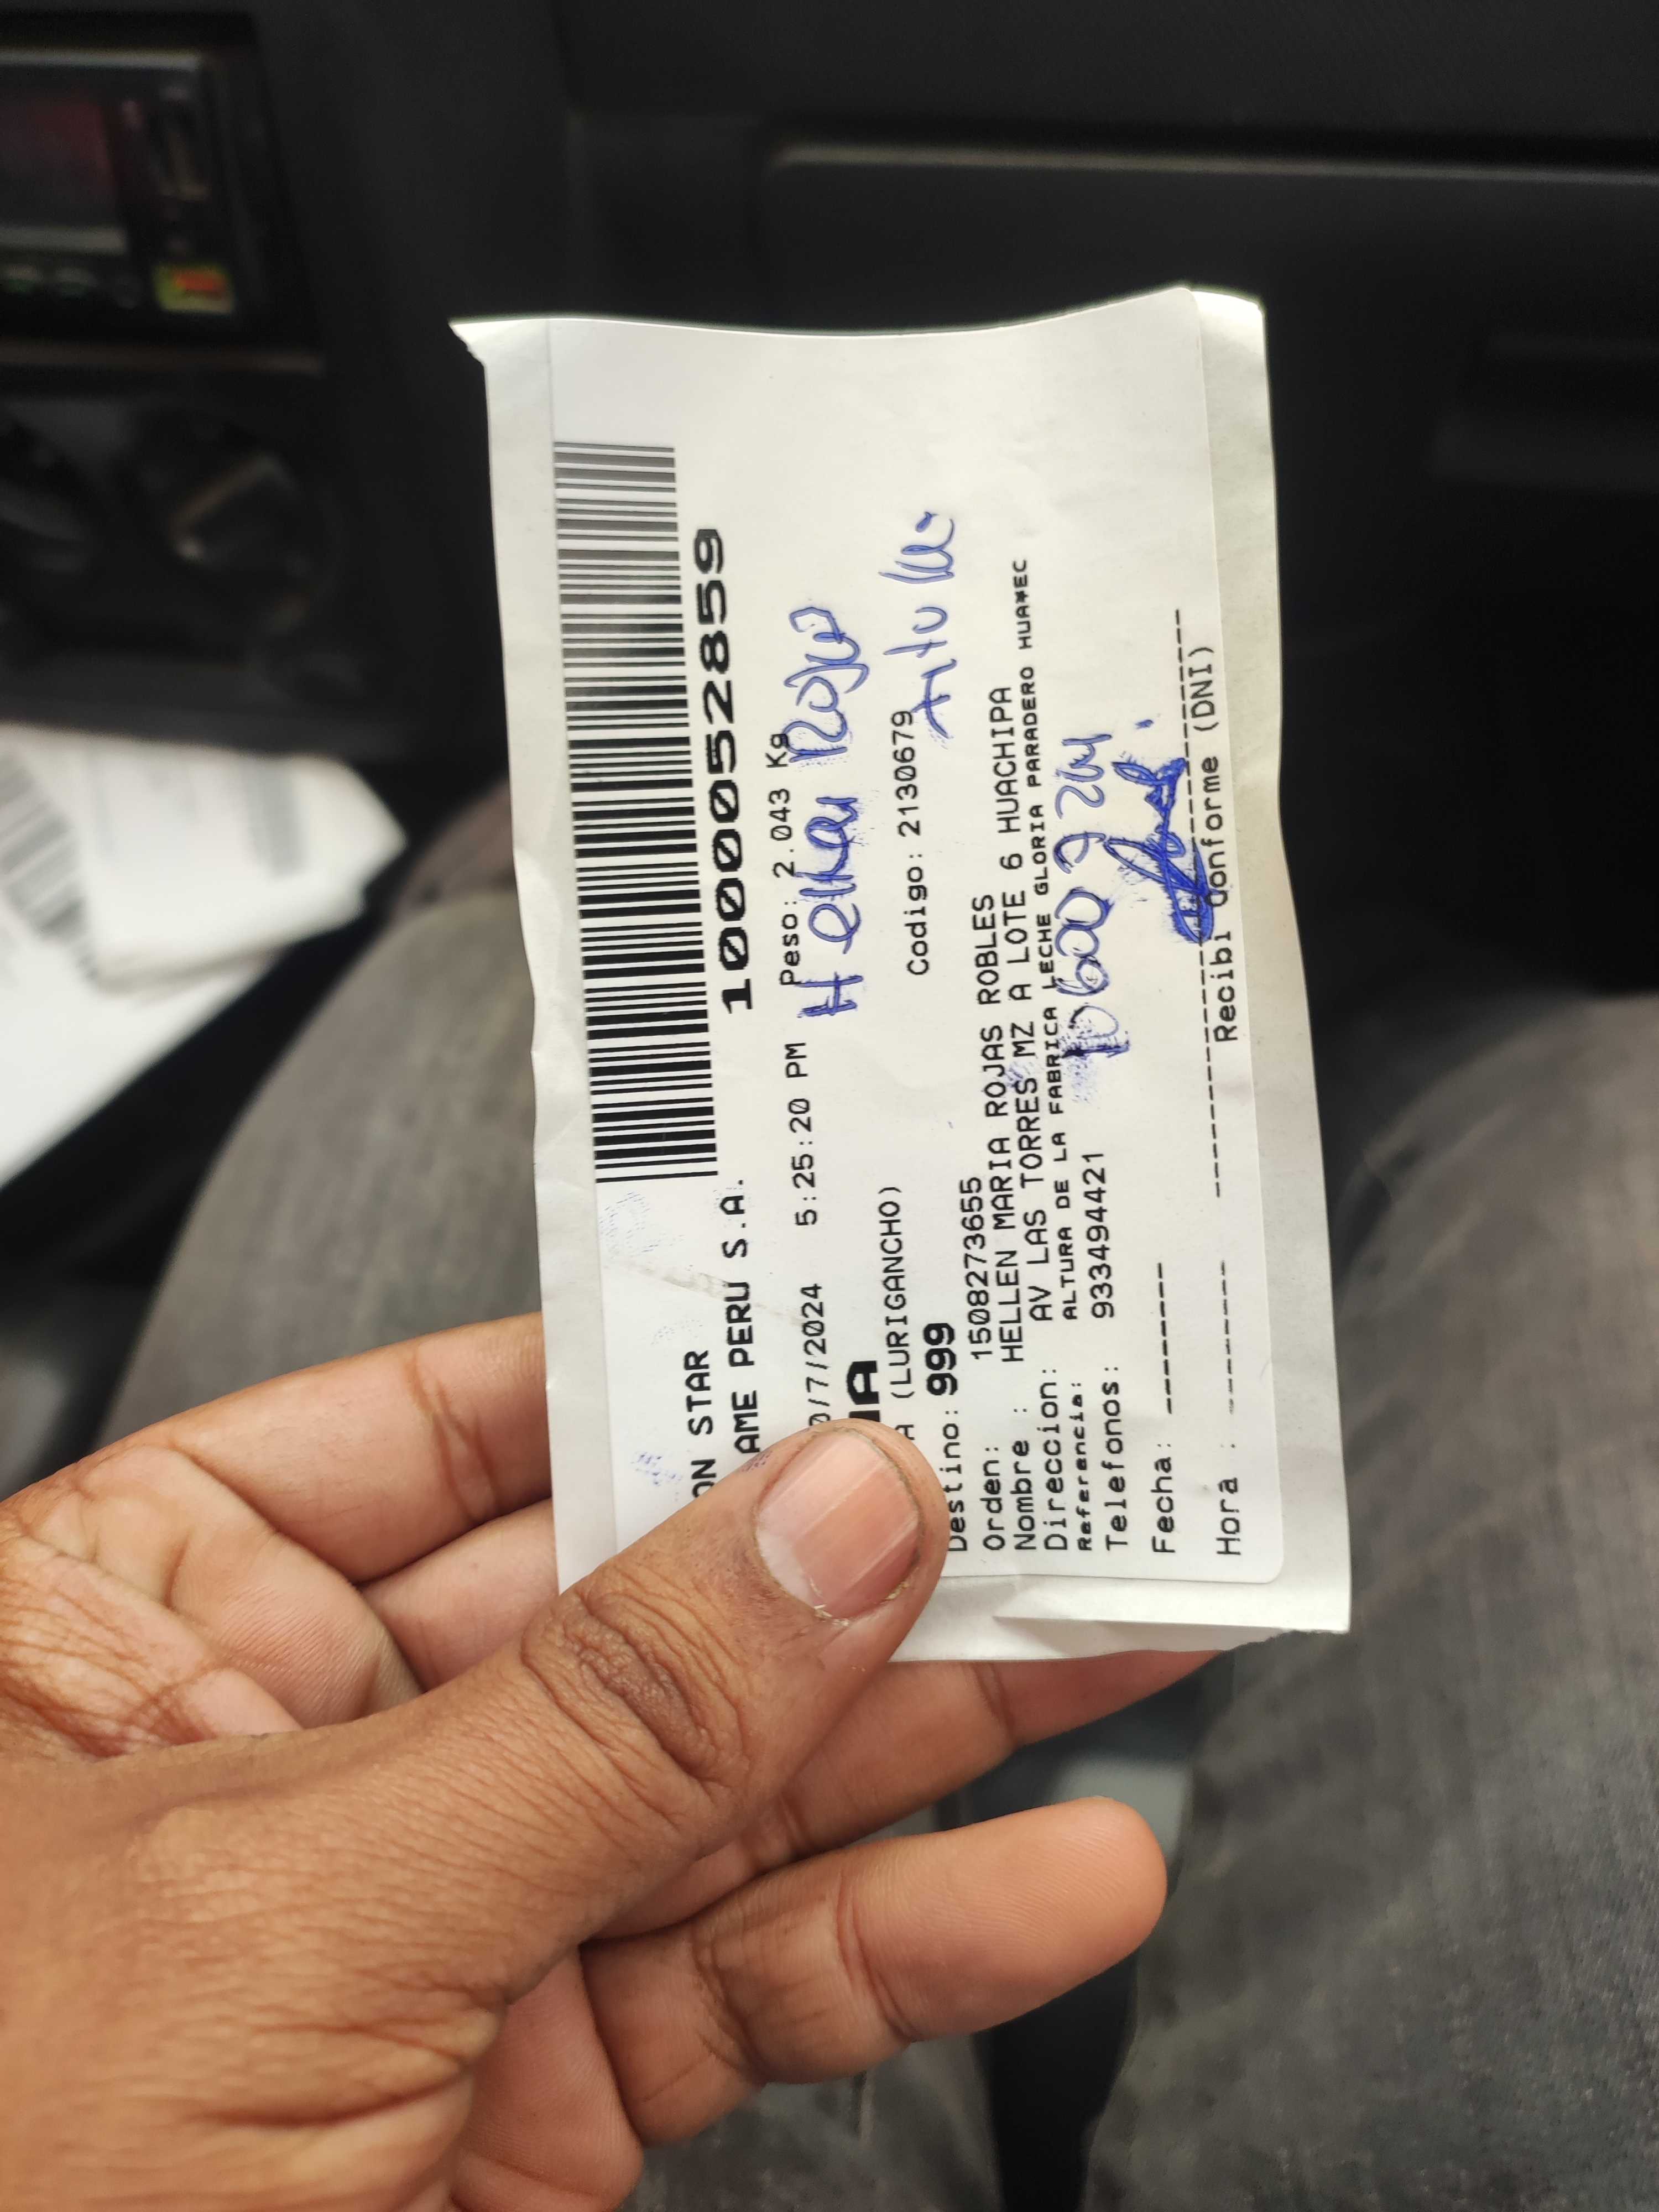 ON STAR
AME PERU S.A. 10000528559
0/7/2024 5:25:20 PM Peso: 2.043 Kg
A (LURIGANCHO) Codigo: 2130679
Destino: 999
Orden: 1508273655
Nombre : HELLEN MARIA ROJAS ROBLES
Direccion: AV LAS TORRES MZ A LOTE 6 HUACHIPA
Referencia: ALTURA DE LA FABRICA LECHE GLORIA PARADERO HUA*EC
Telefonos: 933494421
Fecha: --------
Hora : -------- Recibi Conforme (DNI)